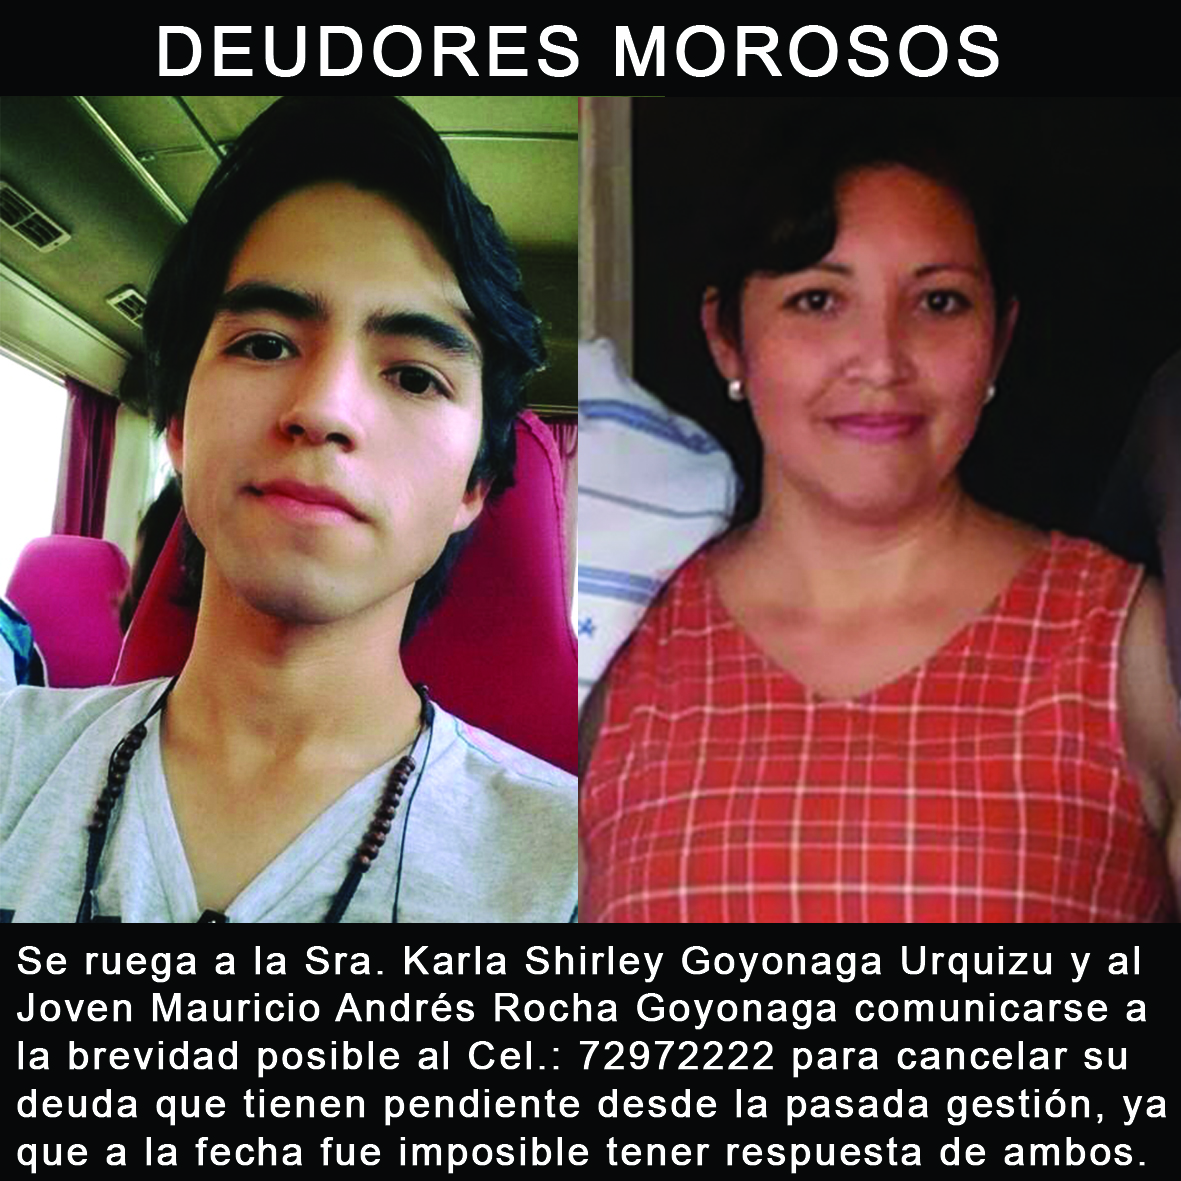 DEUDORES MOROSOS
Se ruega a la Sra. Karla Shirley Goyonaga Urquizu y al
Joven Mauricio Andrés Rocha Goyonaga comunicarse a
la brevidad posible al Cel.: 72972222 para cancelar su
deuda que tienen pendiente desde la pasada gestión, ya
que a la fecha fue imposible tener respuesta de ambos.